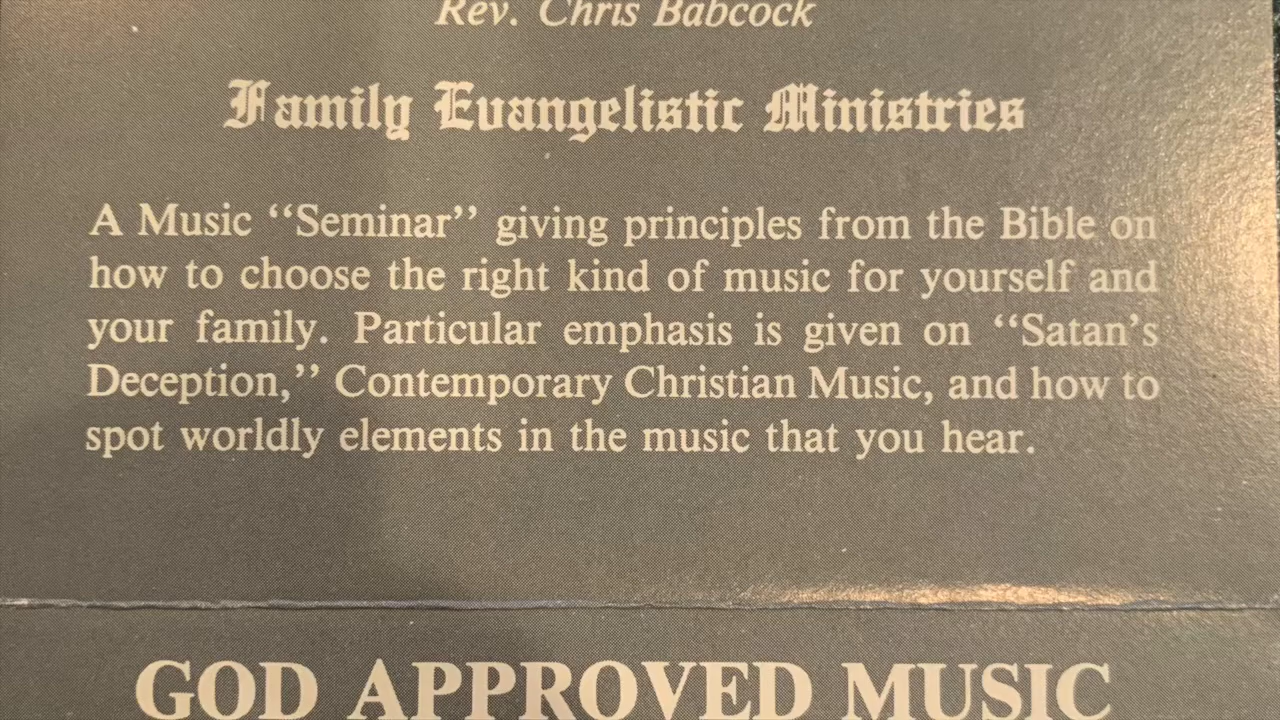 Rev. Chris Babcock
Family Evangelistic Ministries
A Music ‘‘Seminar’’ giving principles from the Bible on
how to choose the right kind of music for yourself and
your family. Particular emphasis is given on ‘‘Satan’s
Deception,’’ Contemporary Christian Music, and how to
spot worldly elements in the music that you hear.
GOD APPROVED MUSIC